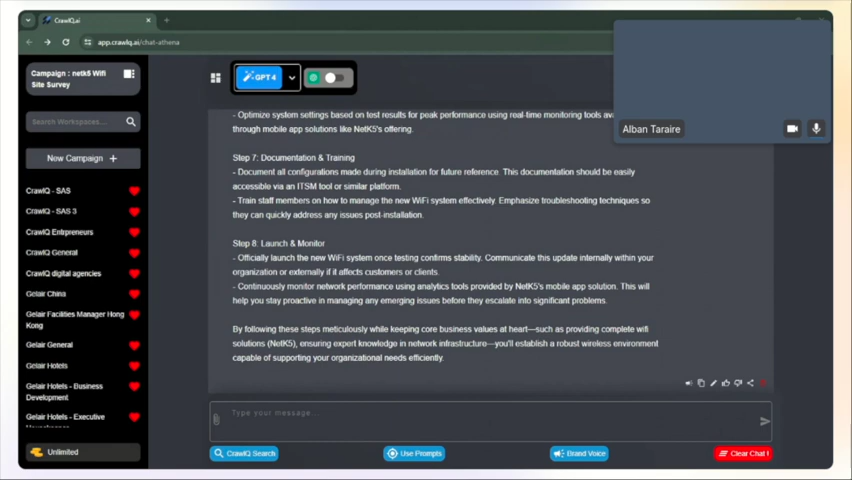 CrawlQ.ai
app.crawlq.ai/chat-athena
Campaign : netk5 Wifi
Site Survey
Search Workspaces...
New Campaign +
CrawlQ - SAS
CrawlQ - SAS 3
CrawlQ Entrpreneurs
CrawlQ General
CrawlQ digital agencies
Gelair China
Gelair Facilities Manager Hong
Kong
Gelair General
Gelair Hotels
Gelair Hotels - Business
Development
Gelair Hotels - Executive
Unlimited
GPT 4
Alban Taraire
- Optimize system settings based on test results for peak performance using real-time monitoring tools
through mobile app solutions like NetK5's offering.
Step 7: Documentation & Training
- Document all configurations made during installation for future reference. This documentation should be easily
accessible via an ITSM tool or similar platform.
- Train staff members on how to manage the new WiFi system effectively. Emphasize troubleshooting techniques so
they can quickly address any issues post-installation.
Step 8: Launch & Monitor
- Officially launch the new WiFi system once testing confirms stability. Communicate this update internally within your
organization or externally if it affects customers or clients.
- Continuously monitor network performance using analytics tools provided by NetK5's mobile app solution. This will
help you stay proactive in managing any emerging issues before they escalate into significant problems.
By following these steps meticulously while keeping core business values at heart—such as providing complete wifi
solutions (NetK5), ensuring expert knowledge in network infrastructure—you'll establish a robust wireless environment
capable of supporting your organizational needs efficiently.
Type your message...
CrawlQ Search
Use Prompts
Brand Voice
Clear Chat !